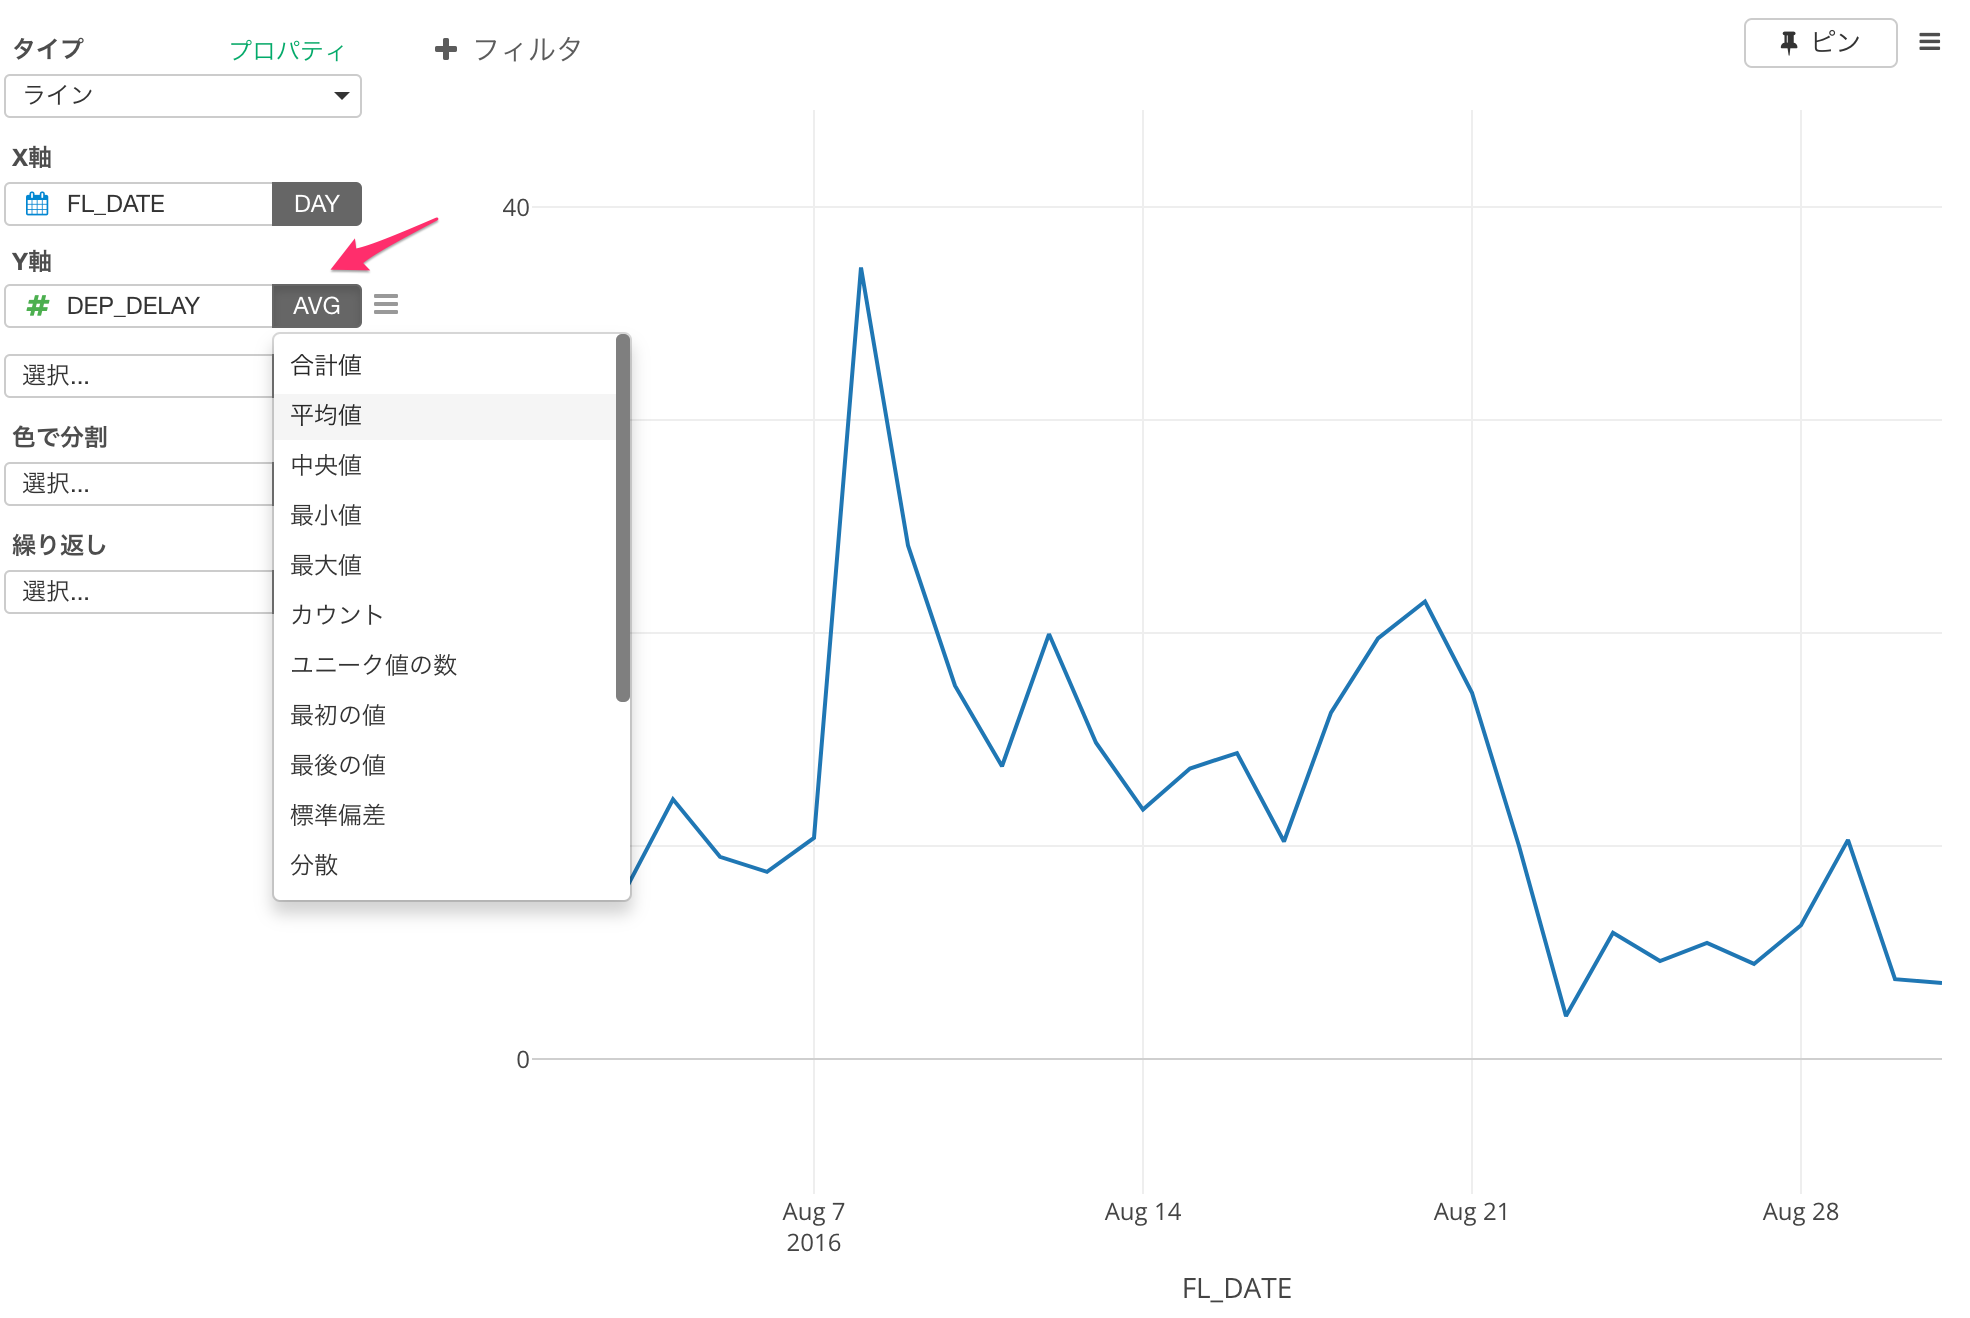 タイプ
プロパティ
フィルタ
ピン
ライン
X軸
FL_DATE
DAY
Y軸
DEP_DELAY
AVG
選択...
色で分割
選択...
繰り返し
選択...
合計値
平均値
中央値
最小値
最大値
カウント
ユニーク値の数
最初の値
最後の値
標準偏差
分散
40
0
Aug 7
2016
Aug 14
Aug 21
Aug 28
FL_DATE